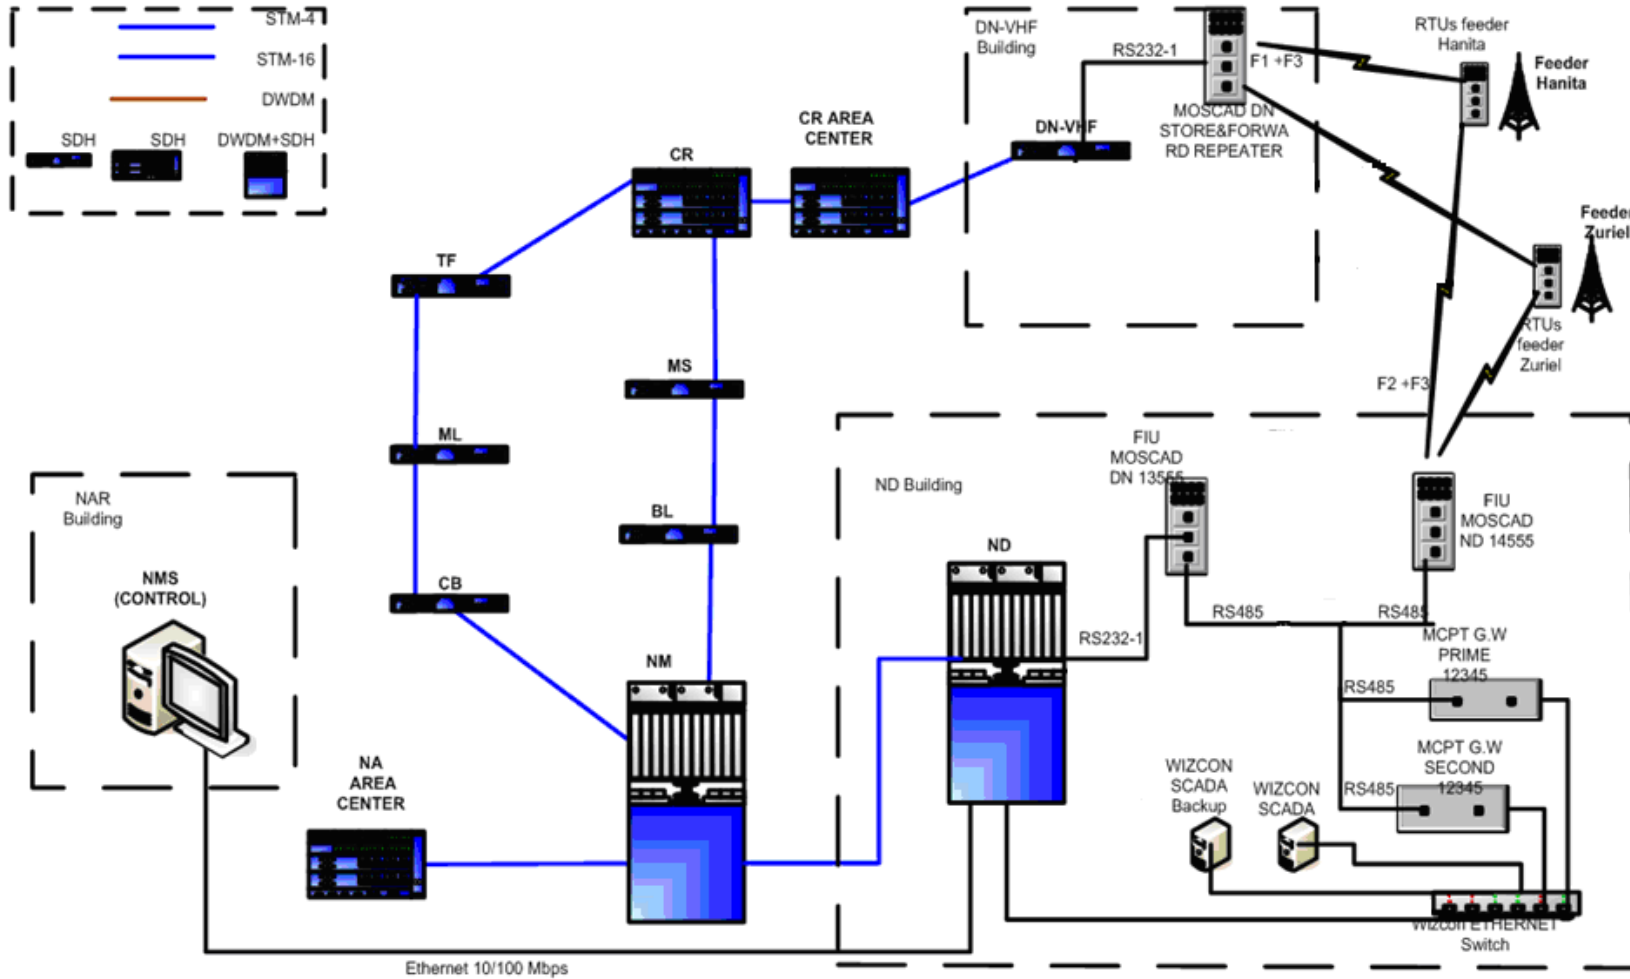 STM-4
STM-16
DWDM
SDH
SDH
DWDM+SDH
DN-VHF
Building
RS232-1
F1 +F3
MOSCAD DN
STORE&FORWA
RD REPEATER
DN-VHF
RTUs feeder
Hanita
Feeder
Hanita
Feeder
Zuriel
RTUs
feeder
Zuriel
F2 +F3
CR AREA
CENTER
CR
TF
MS
ML
BL
CB
NM
NAR
Building
NMS
(CONTROL)
NA
AREA
CENTER
Ethernet 10/100 Mbps
ND Building
ND
RS232-1
FIU
MOSCAD
DN 13555
FIU
MOSCAD
ND 14555
RS485
RS485
MCPT G.W
PRIME
12345
RS485
MCPT G.W
SECOND
12345
RS485
WIZCON
SCADA
Backup
WIZCON
SCADA
Wizcon ETHERNET
Switch